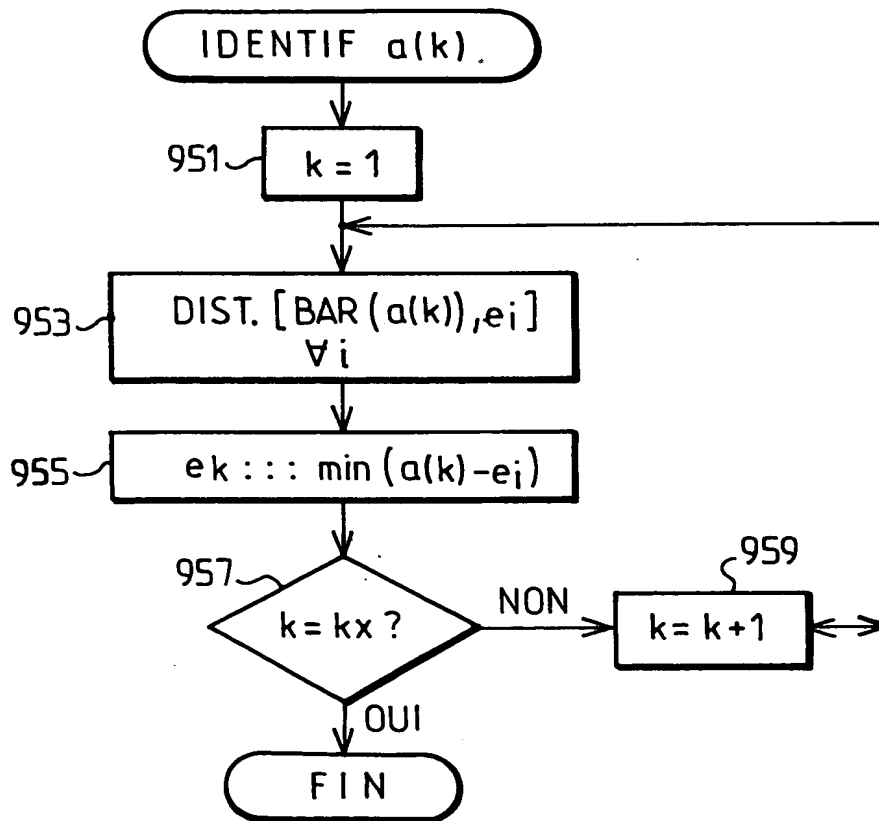 IDENTIF a(k).
951
k = 1
953
DIST. [BAR(a(k)),ei]
∀i
955
ek ::: min(a(k)-ei)
957
k = kx ?
NON
959
k = k+1
OUI
FIN